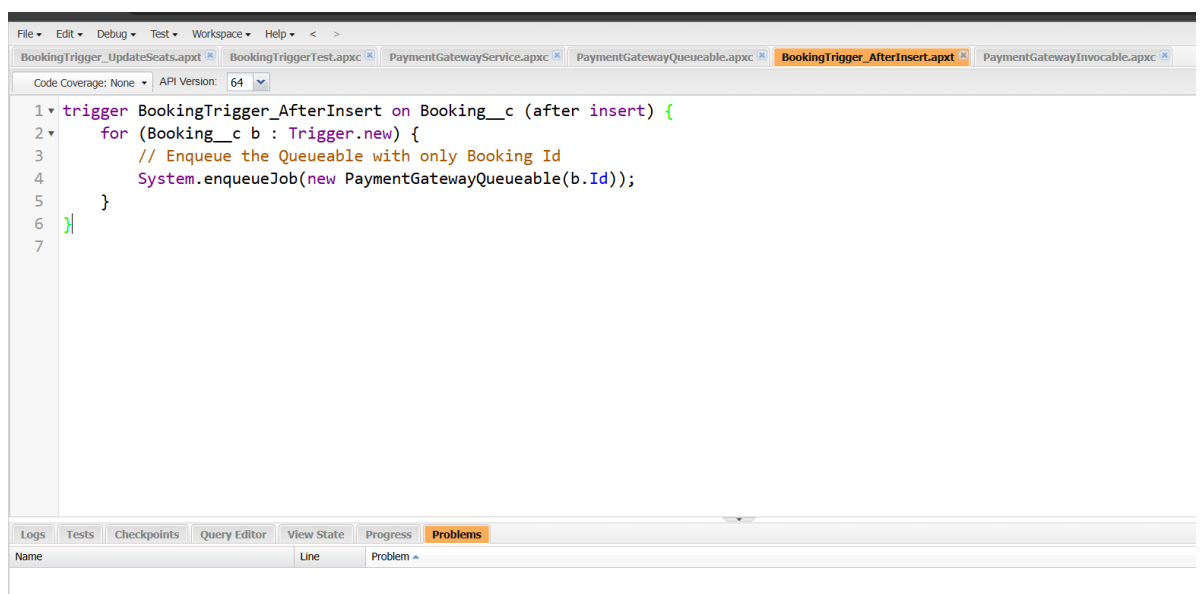 File Edit Debug Test Workspace Help < >
BookingTrigger_UpdateSeats.apxt BookingTriggerTest.apxc PaymentGatewayService.apxc PaymentGatewayQueueable.apxc BookingTrigger_AfterInsert.apxt PaymentGatewayInvocable.apxc
Code Coverage: None API Version: 64
1 trigger BookingTrigger_AfterInsert on Booking__c (after insert) {
2 for (Booking__c b : Trigger.new) {
3 // Enqueue the Queueable with only Booking Id
4 System.enqueueJob(new PaymentGatewayQueueable(b.Id));
5 }
6 }
7
Logs Tests Checkpoints Query Editor View State Progress Problems
Name Line Problem